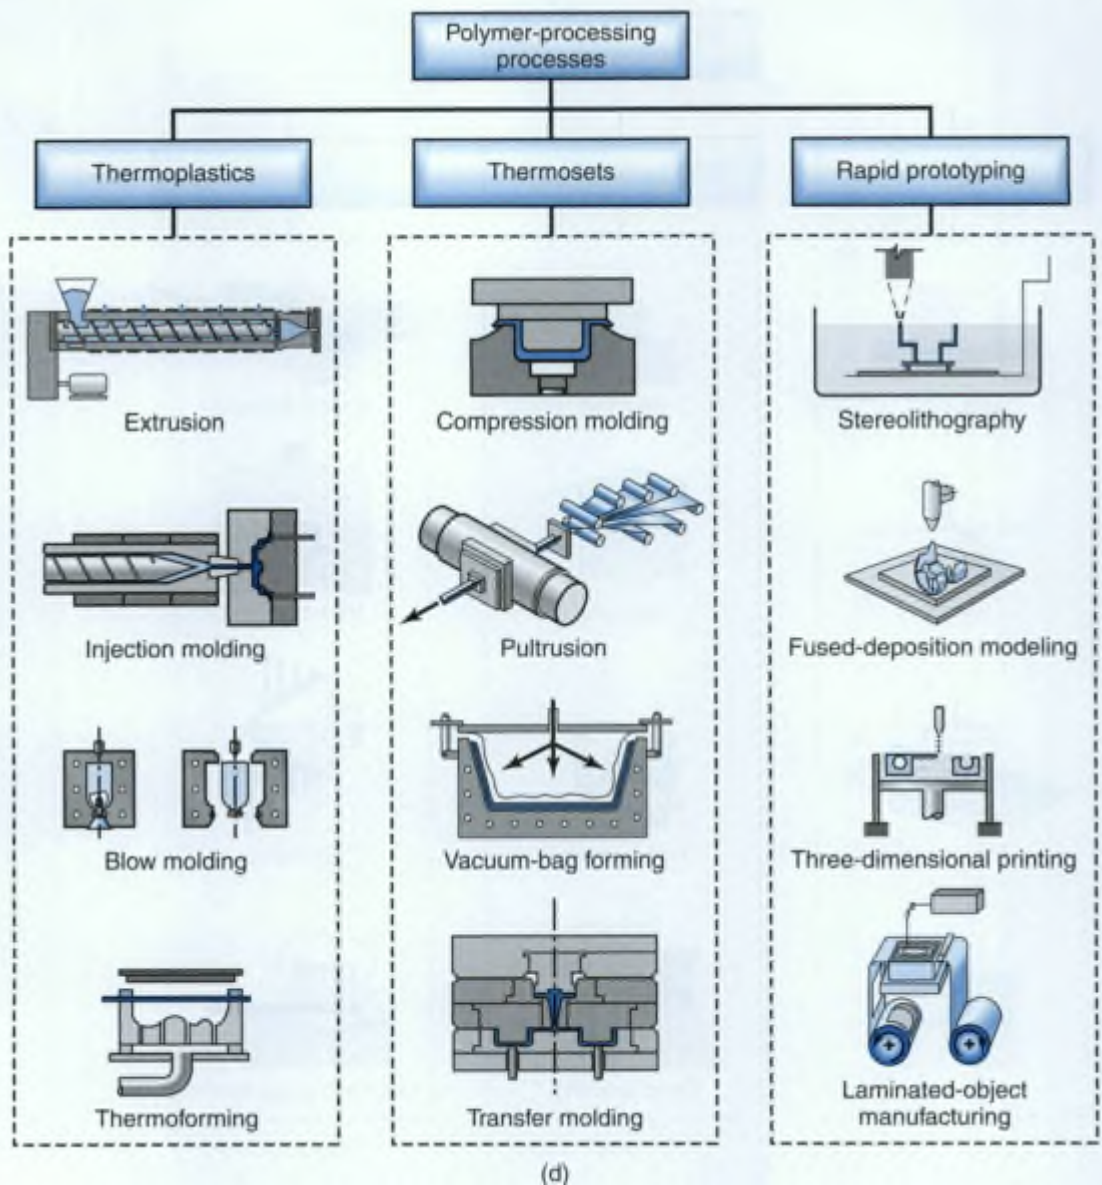 Polymer-processing
processes
Thermoplastics
Thermosets
Rapid prototyping
Extrusion
Injection molding
Blow molding
Thermoforming
Compression molding
Pultrusion
Vacuum-bag forming
Transfer molding
Stereolithography
Fused-deposition modeling
Three-dimensional printing
Laminated-object
manufacturing
(d)